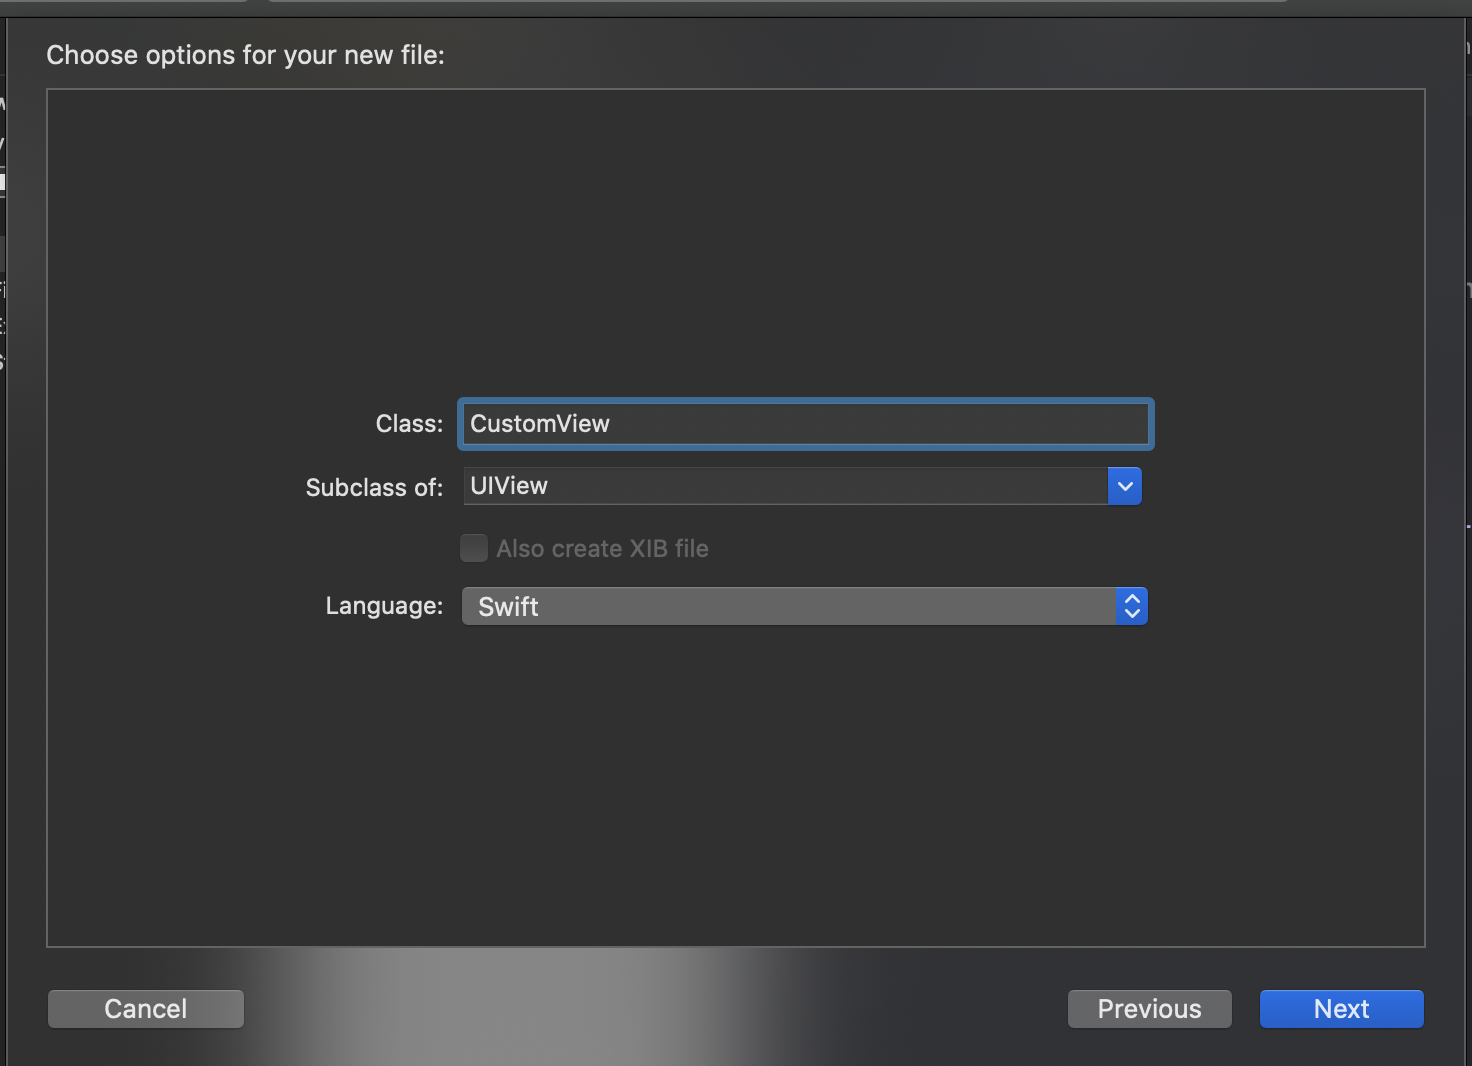 Choose options for your new file:
Class: CustomView
Subclass of: UIView
Also create XIB file
Language: Swift
Cancel Previous Next